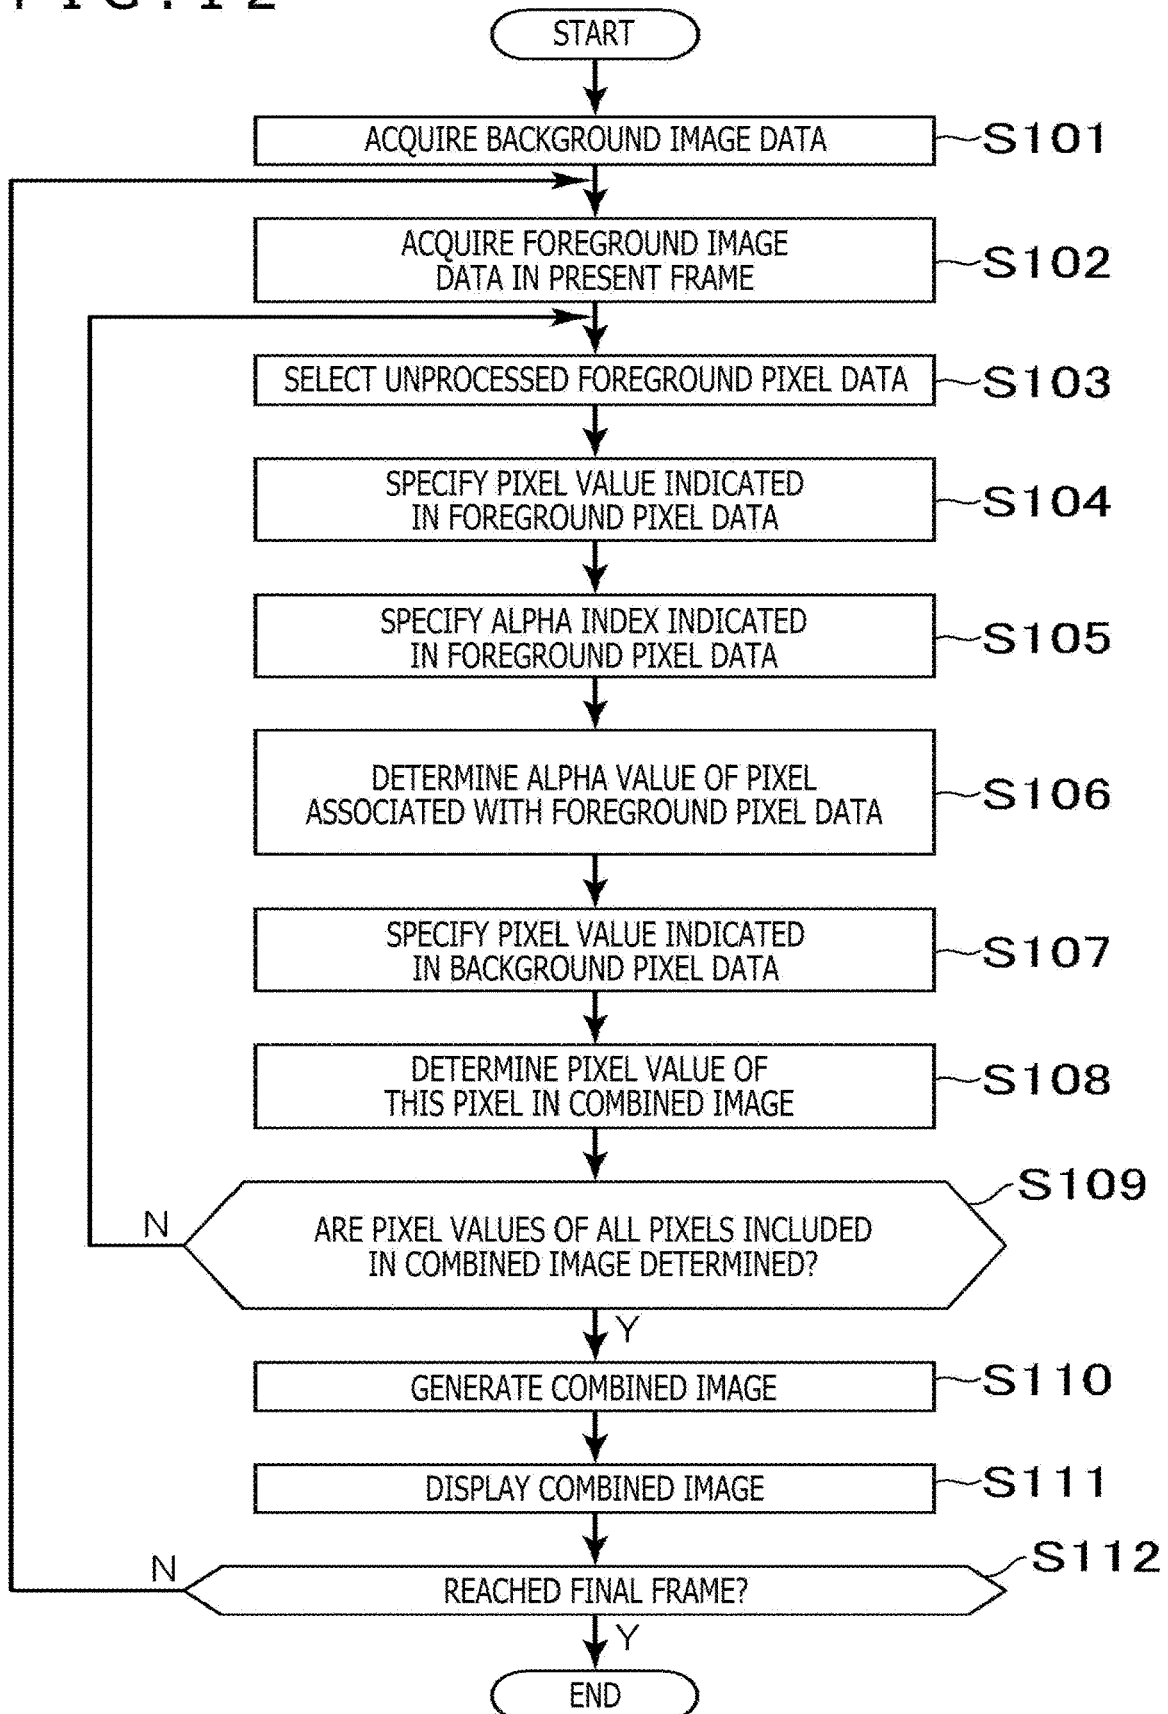 FIG.12
START
ACQUIRE BACKGROUND IMAGE DATA
S101
ACQUIRE FOREGROUND IMAGE
DATA IN PRESENT FRAME
S102
SELECT UNPROCESSED FOREGROUND PIXEL DATA
S103
SPECIFY PIXEL VALUE INDICATED
IN FOREGROUND PIXEL DATA
S104
SPECIFY ALPHA INDEX INDICATED
IN FOREGROUND PIXEL DATA
S105
DETERMINE ALPHA VALUE OF PIXEL
ASSOCIATED WITH FOREGROUND PIXEL DATA
S106
SPECIFY PIXEL VALUE INDICATED
IN BACKGROUND PIXEL DATA
S107
DETERMINE PIXEL VALUE OF
THIS PIXEL IN COMBINED IMAGE
S108
S109
N
ARE PIXEL VALUES OF ALL PIXELS INCLUDED
IN COMBINED IMAGE DETERMINED?
Y
GENERATE COMBINED IMAGE
S110
DISPLAY COMBINED IMAGE
S111
N
S112
REACHED FINAL FRAME?
Y
END